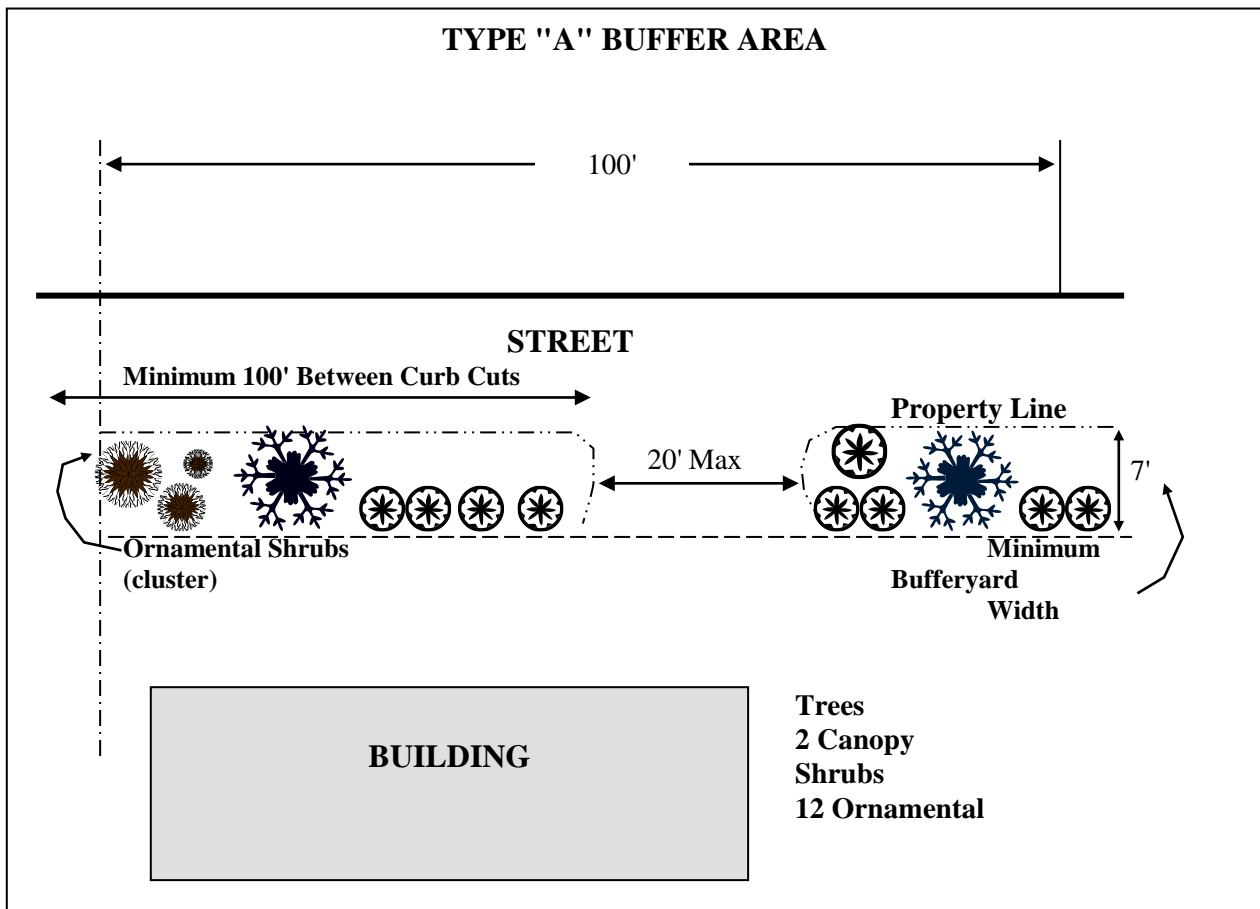 TYPE "A" BUFFER AREA
100'
STREET
Minimum 100' Between Curb Cuts
Property Line
20' Max
7'
Ornamental Shrubs
(cluster)
Minimum
Bufferyard
Width
BUILDING
Trees
2 Canopy
Shrubs
12 Ornamental